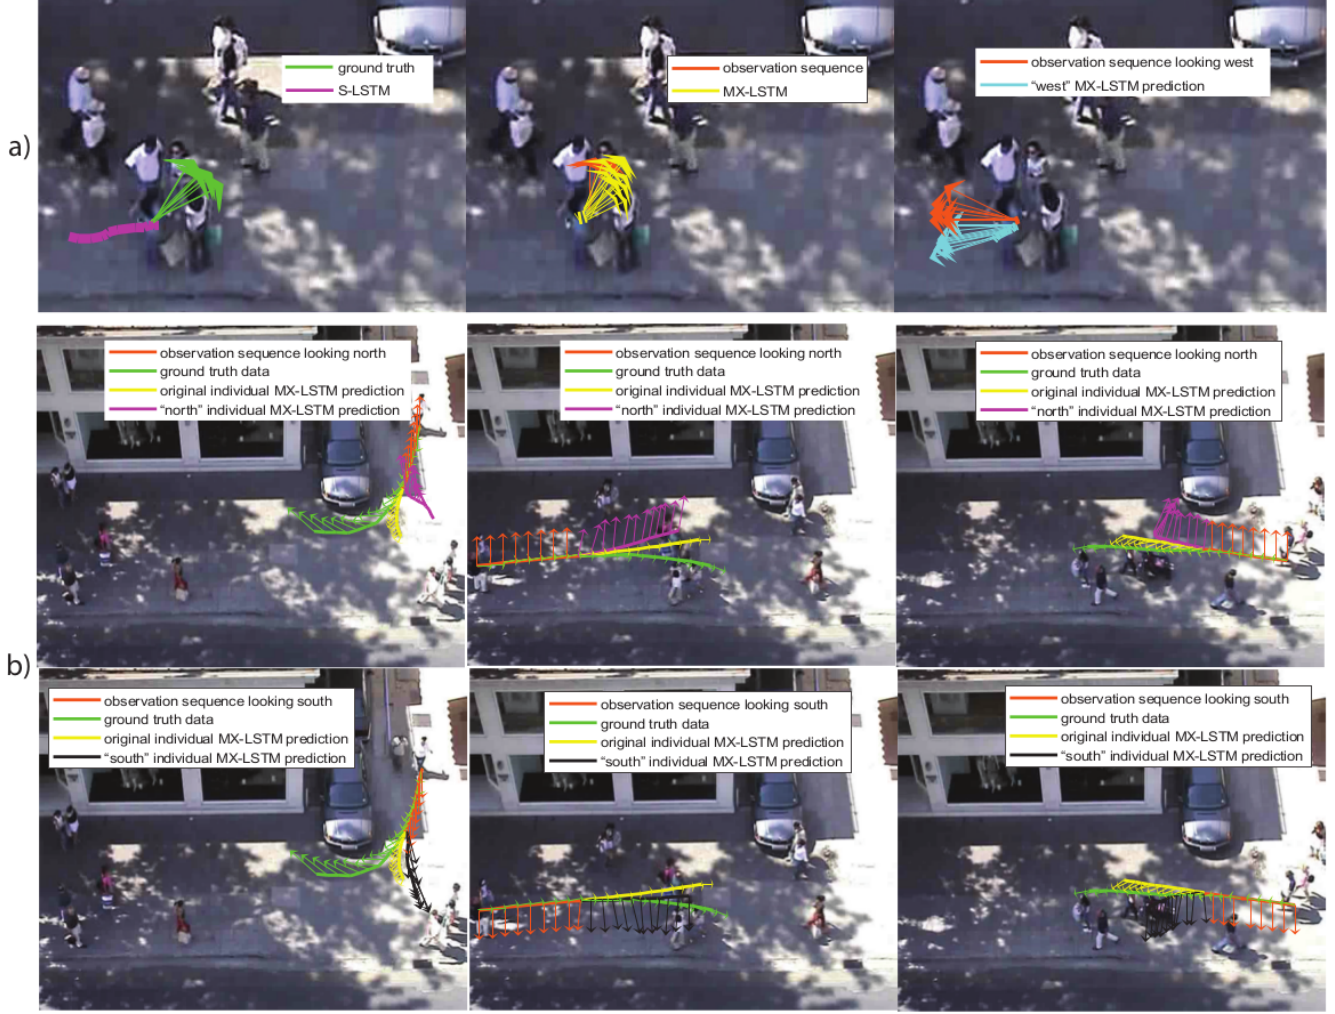 a)
ground truth
S-LSTM
observation sequence
MX-LSTM
observation sequence looking west
“west” MX-LSTM prediction
b)
observation sequence looking north
ground truth data
original individual MX-LSTM prediction
“north” individual MX-LSTM prediction
observation sequence looking north
ground truth data
original individual MX-LSTM prediction
“north” individual MX-LSTM prediction
observation sequence looking north
ground truth data
original individual MX-LSTM prediction
“north” individual MX-LSTM prediction
observation sequence looking south
ground truth data
original individual MX-LSTM prediction
“south” individual MX-LSTM prediction
observation sequence looking south
ground truth data
original individual MX-LSTM prediction
“south” individual MX-LSTM prediction
observation sequence looking south
ground truth data
original individual MX-LSTM prediction
“south” individual MX-LSTM prediction